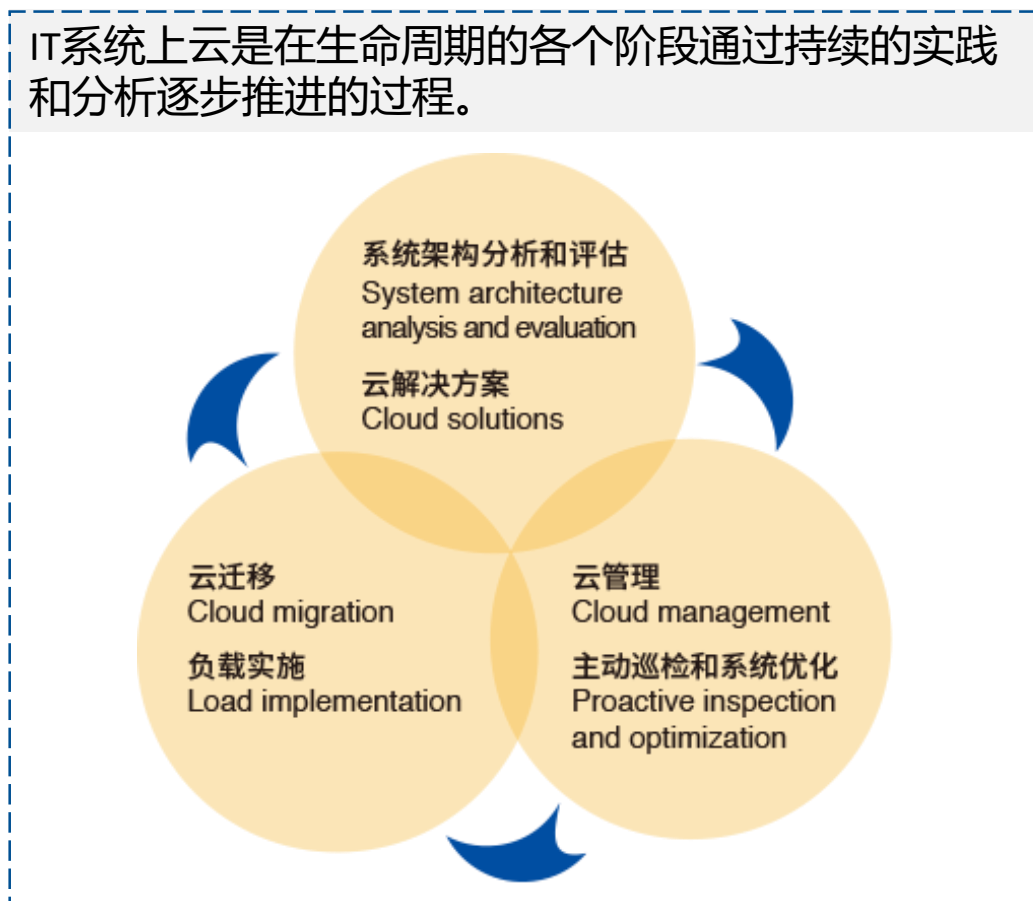 IT系统上云是在生命周期的各个阶段通过持续的实践
和分析逐步推进的过程。
系统架构分析和评估
System architecture
analysis and evaluation
云解决方案
Cloud solutions
云迁移
Cloud migration
负载实施
Load implementation
云管理
Cloud management
主动巡检和系统优化
Proactive inspection
and optimization